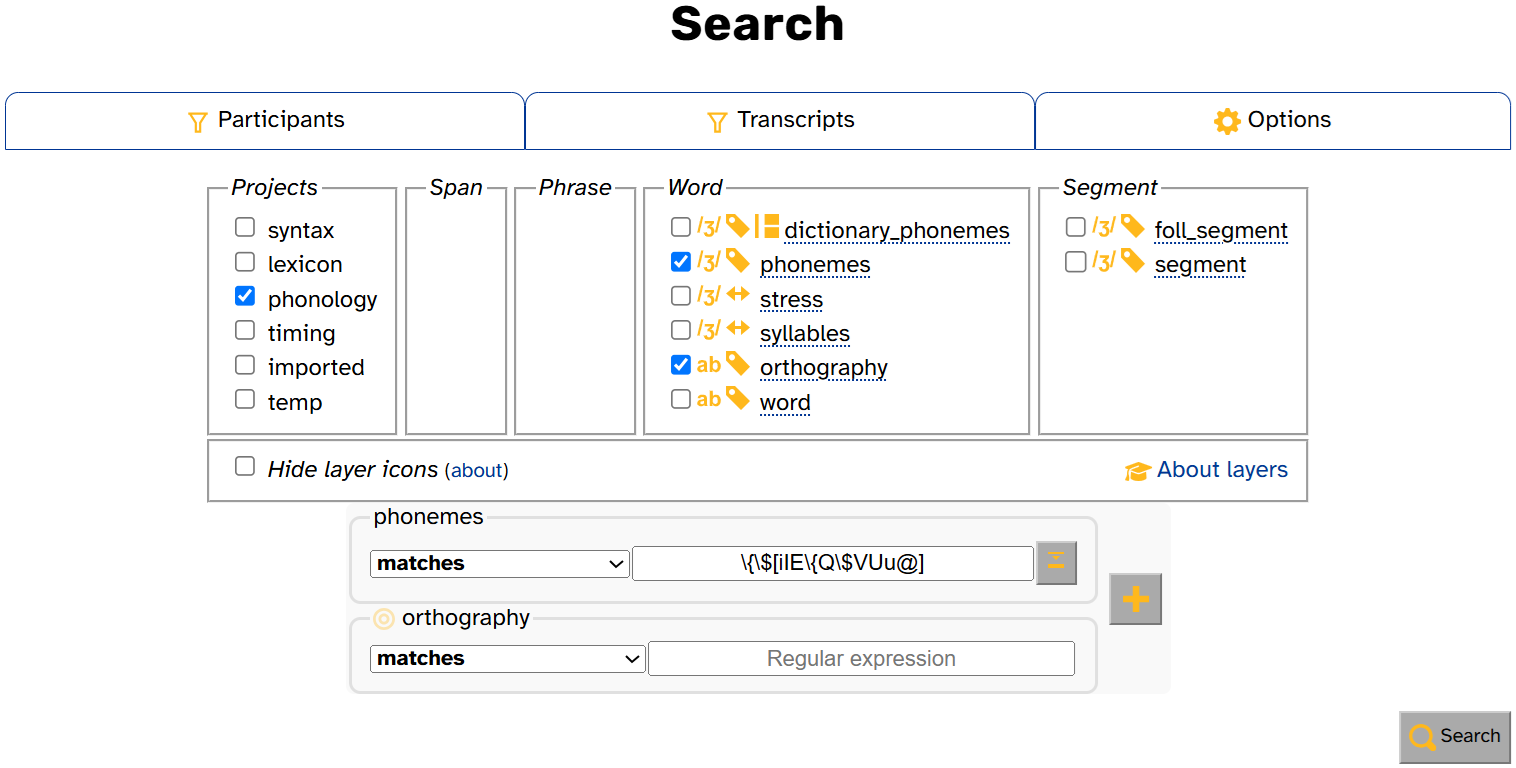 Search
Participants
Transcripts
Options
Projects
syntax
lexicon
phonology
timing
imported
temp
Span
Phrase
Word
/ʒ/ dictionary_phonemes
/ʒ/ phonemes
/ʒ/ stress
/ʒ/ syllables
ab orthography
ab word
Segment
/ʒ/ foll_segment
/ʒ/ segment
Hide layer icons (about)
About layers
phonemes
matches \{\$[iIE\{Q\$VUu@]
orthography
matches Regular expression
Search